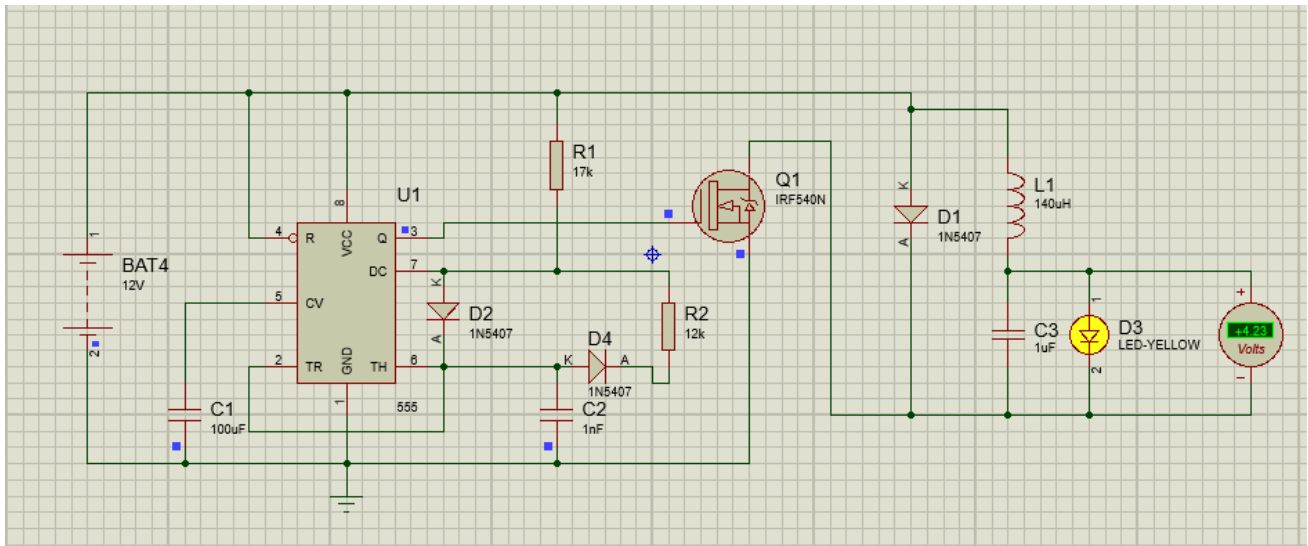 BAT4
12V
1
2
U1
8
VCC
4
R
Q
3
DC
7
5
CV
2
TR
GND
TH
6
1
555
C1
100uF
R1
17k
K
D2
1N5407
A
D4
K
A
1N5407
R2
12k
C2
1nF
Q1
IRF540N
K
D1
1N5407
A
L1
140uH
C3
1uF
1
D3
LED-YELLOW
2
+
+4.23
Volts
−